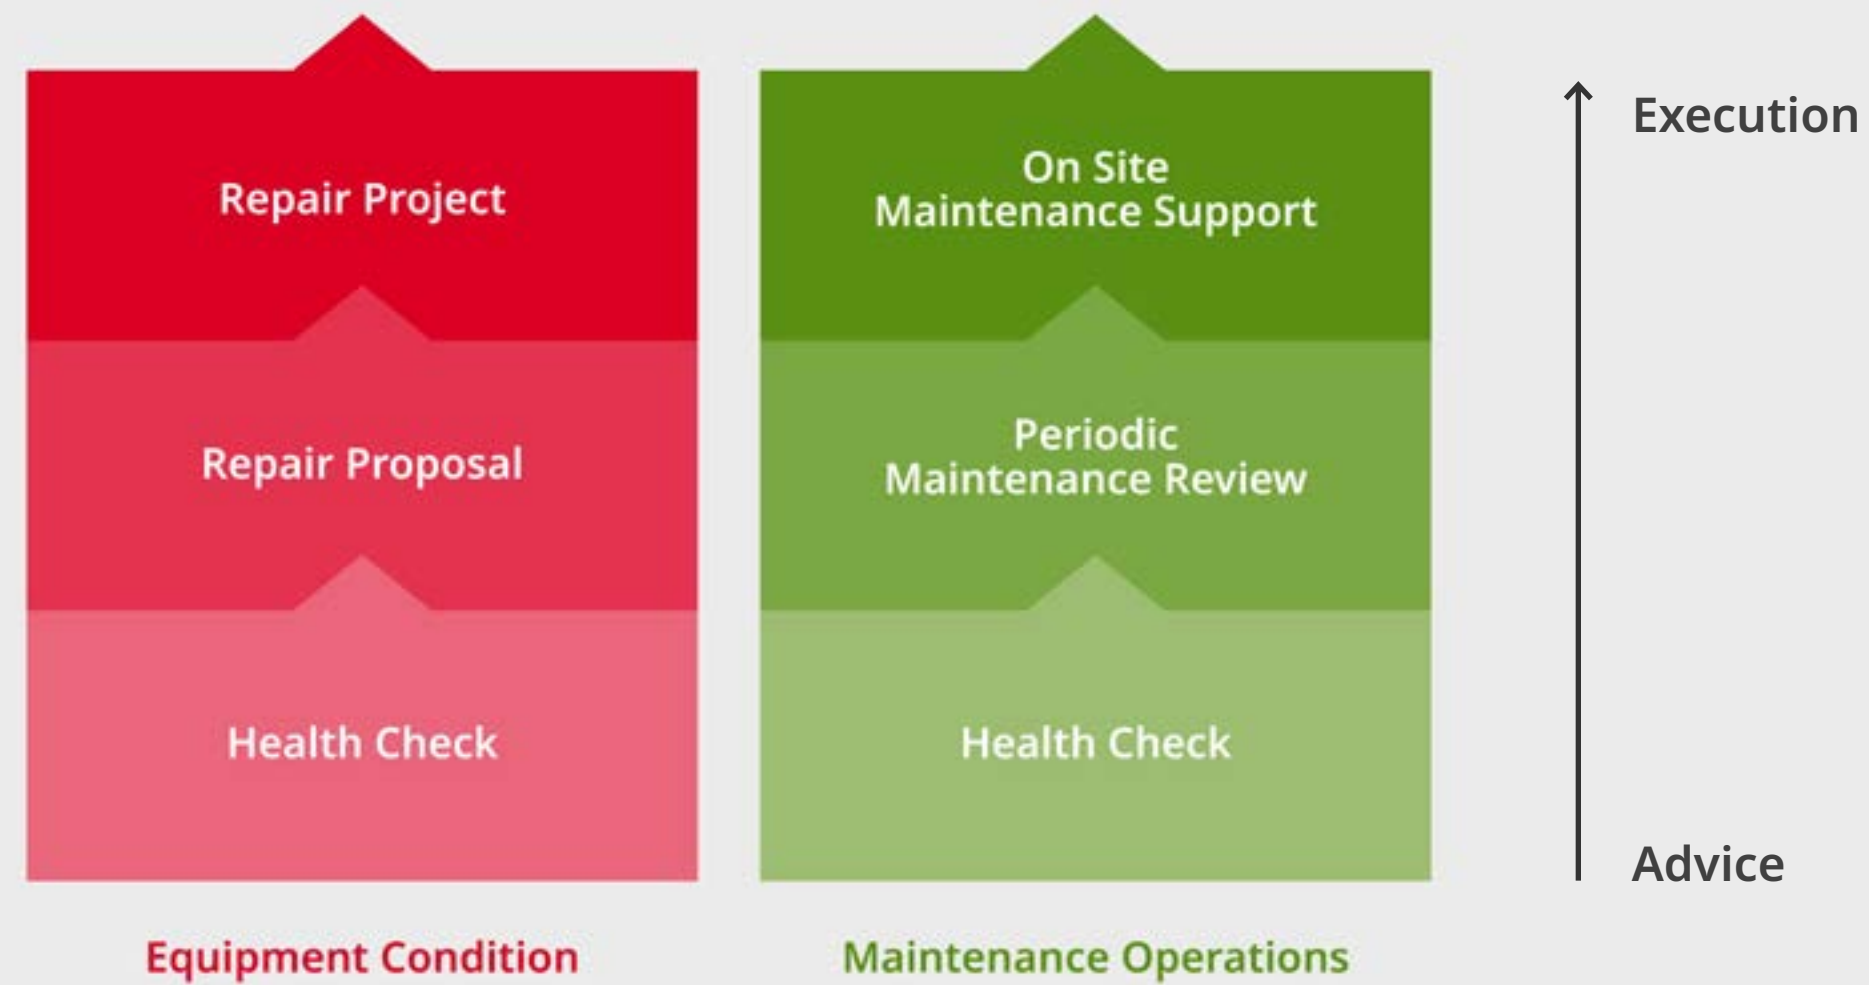 Repair Project
Repair Proposal
Health Check
Equipment Condition
On Site
Maintenance Support
Periodic
Maintenance Review
Health Check
Maintenance Operations
Execution
Advice